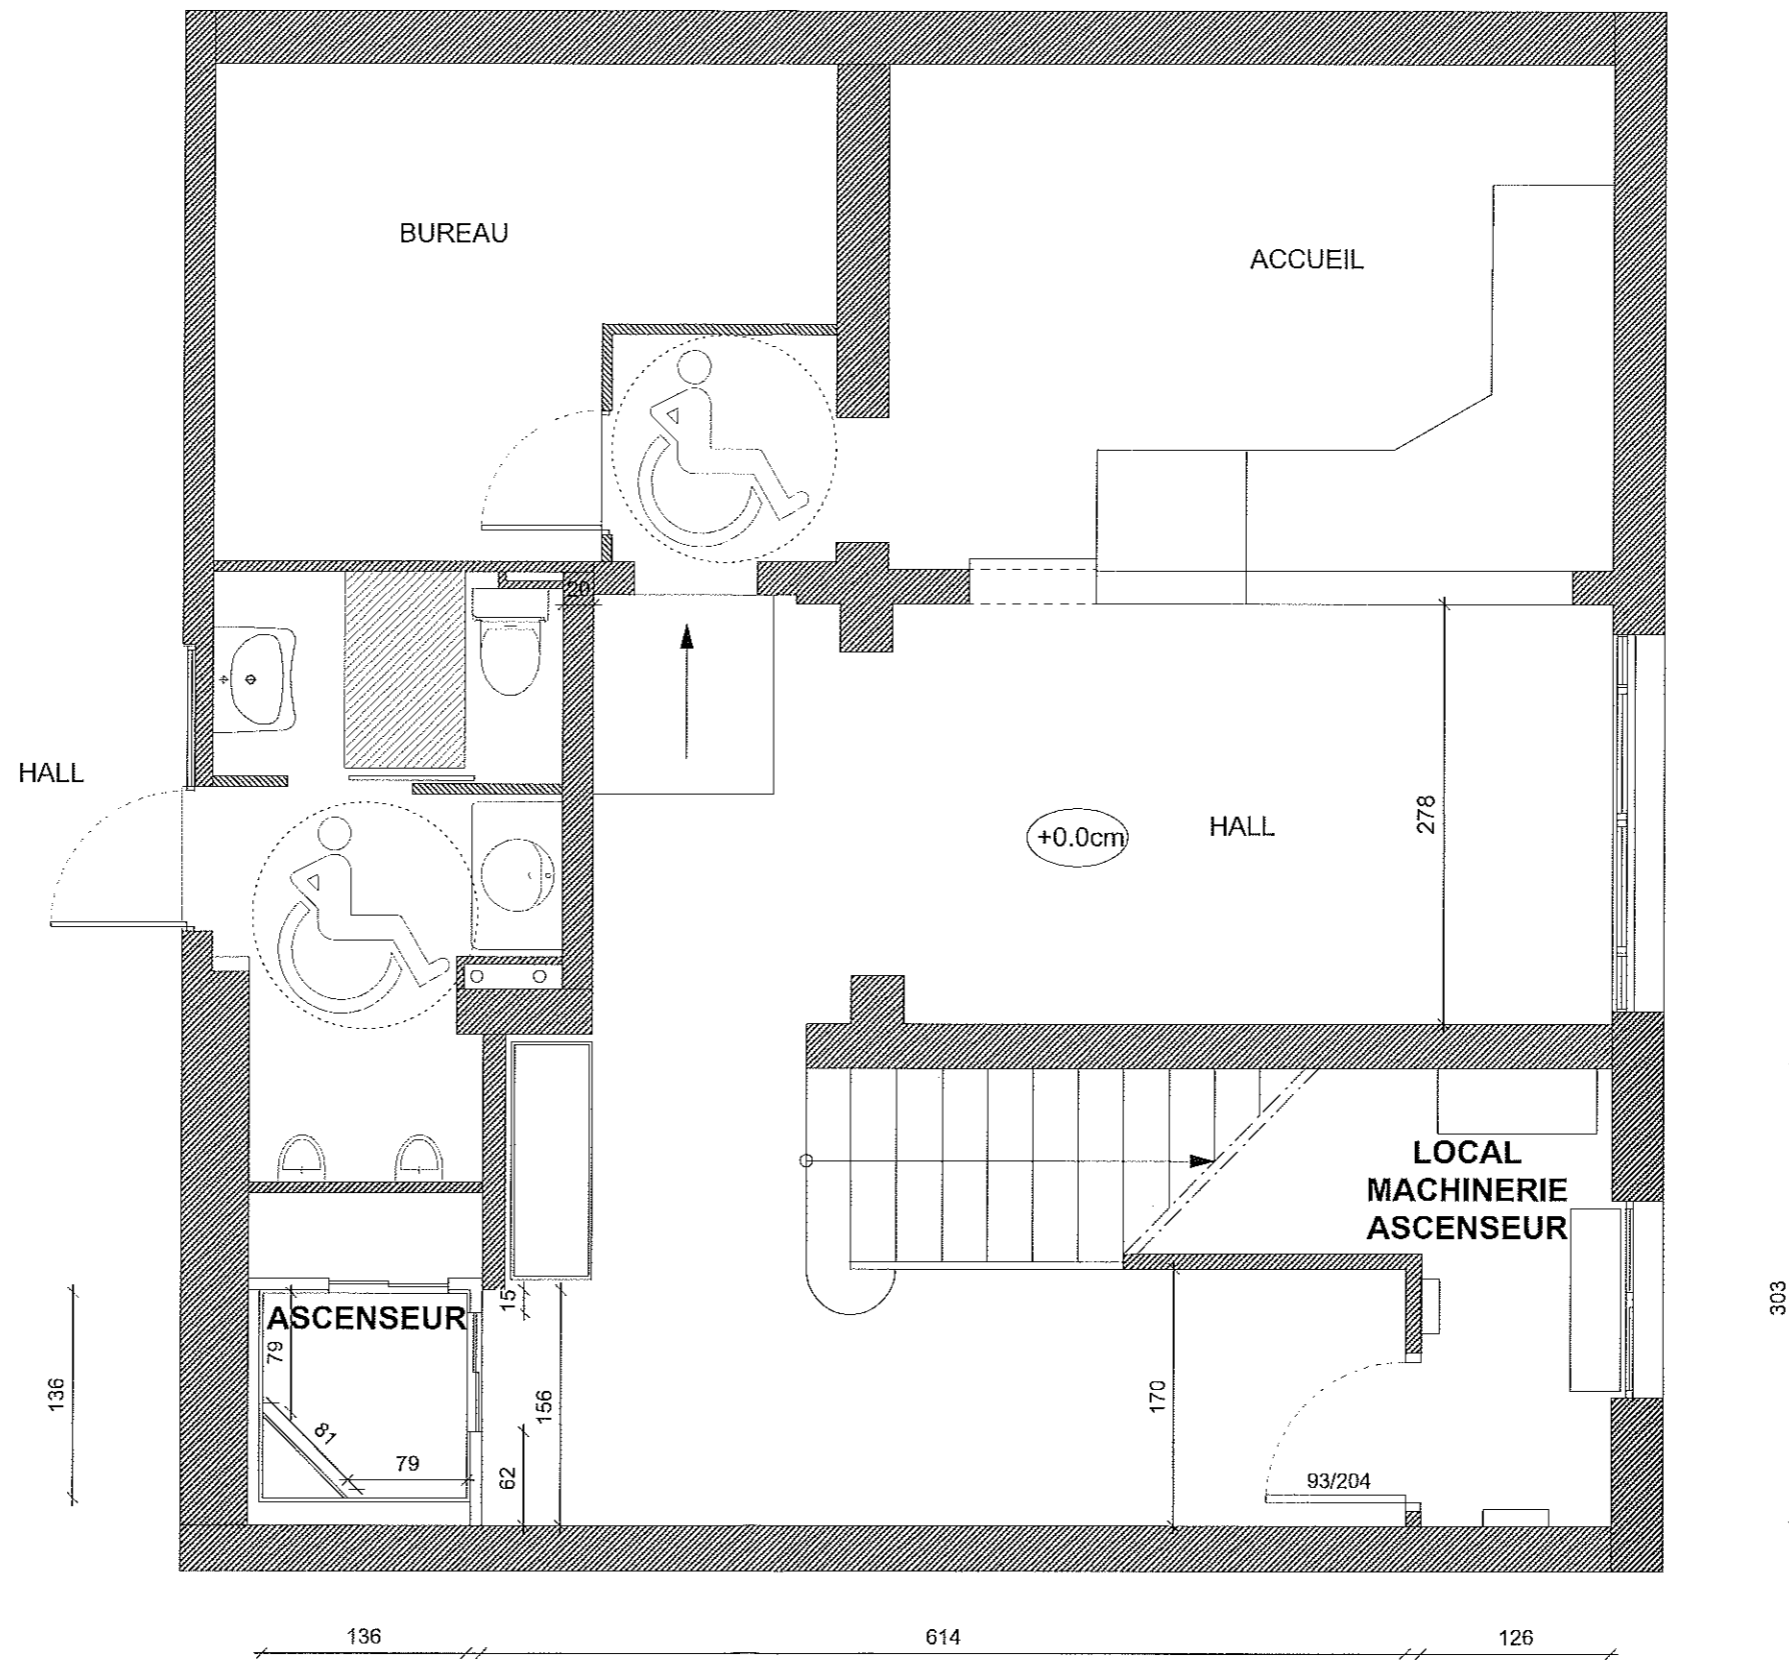 BUREAU
ACCUEIL
20
HALL
278
+0.0cm
HALL
LOCAL
MACHINERIE
ASCENSEUR
15
303
ASCENSEUR
79
136
156
170
81
79
62
93/204
136
614
126